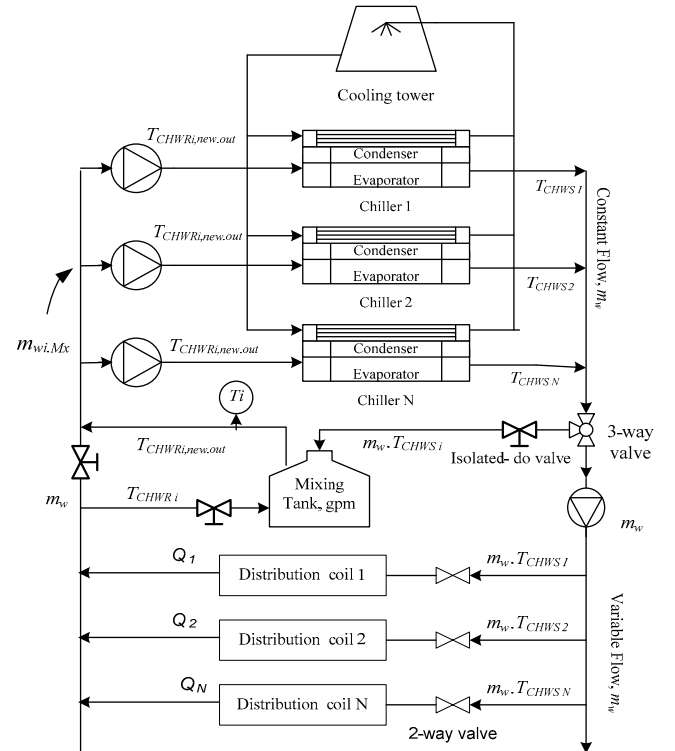 Cooling tower
TCHWRi,new.out
Condenser
Evaporator
Chiller 1
TCHWS 1
Constant Flow, mw
TCHWRi,new.out
Condenser
Evaporator
Chiller 2
TCHWS 2
mwi.Mx
TCHWRi,new.out
Condenser
Evaporator
Chiller N
TCHWS N
Ti
TCHWRi,new.out
mw.TCHWS i
Isolated- do valve
3-way
valve
mw
TCHWR i
Mixing
Tank, gpm
mw
Q1
Distribution coil 1
mw.TCHWS 1
Q2
Distribution coil 2
mw.TCHWS 2
Variable Flow, mw
QN
Distribution coil N
mw.TCHWS N
2-way valve